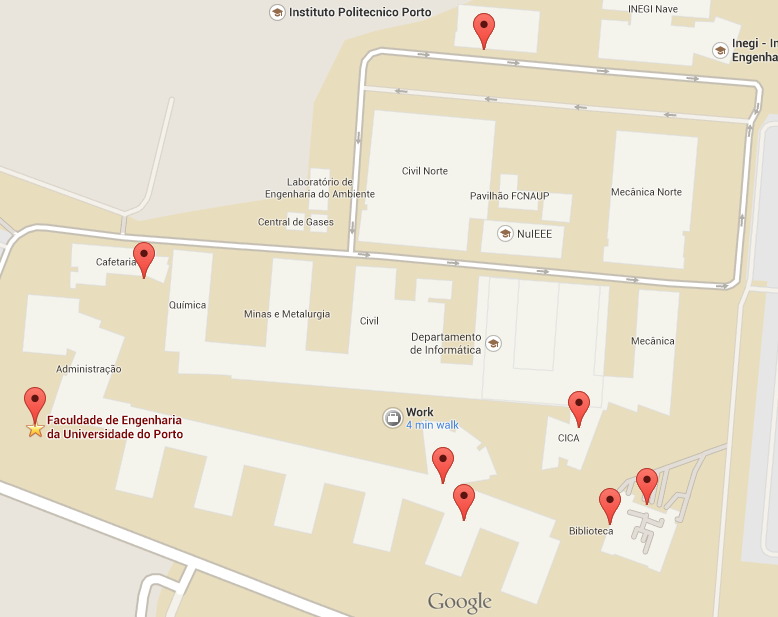 Instituto Politecnico Porto
INEGI Nave
Inegi - In
Engenha
Civil Norte
Laboratório de
Engenharia do Ambiente
Pavilhão FCNAUP
Mecânica Norte
Central de Gases
NuIEEE
Cafetaria
Química
Minas e Metalurgia
Civil
Departamento
de Informática
Mecânica
Administração
Faculdade de Engenharia
da Universidade do Porto
Work
4 min walk
CICA
Biblioteca
Google